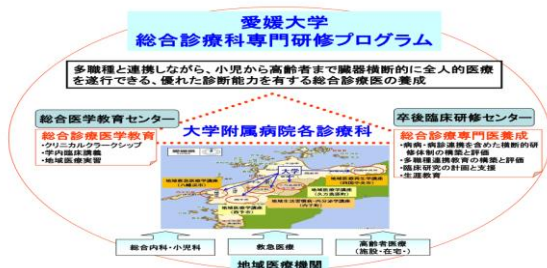 愛媛大学
総合診療科専門研修プログラム
多職種と連携しながら、小児から高齢者まで臓器横断的に全人的医療
を遂行できる、優れた診断能力を有する総合診療医の養成
総合医学教育センター
総合診療医学教育
・クリニカルクラークシップ
・学内臨床講義
・地域医療実習
大学附属病院各診療科
卒後臨床研修センター
総合診療専門医養成
・病病・病診連携を含めた横断的研
修体制の構築と評価
・多職種連携教育の構築と評価
・臨床研究の計画と支援
・生涯教育
大学
地域医療学講座
総合内科・小児科
救急医療
高齢者医療
(施設・在宅・)
地域医療機関